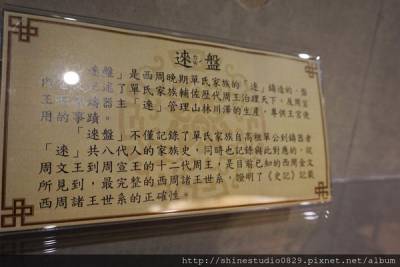 逨盤
「逨盤」是西周晚期單氏家族的「逨」鑄造的,盤
內記述了單氏家族輔佐歷代周王治理天下,及周宣
王鑄器主「逨」管理山林川澤的生產,專供王宮使
用的事蹟。
「逨盤」不僅記錄了單氏家族自高祖單公到鑄器者
「逨」共八代人的家族史,同時也記錄與此對應的,從
周文王到周宣王的十二代周王,是目前已知的西周金文
所見到,最完整的西周諸王世系,證明了《史記》記載
西周諸王世系的正確性。
http://shinestudio0829.pixnet.net/album